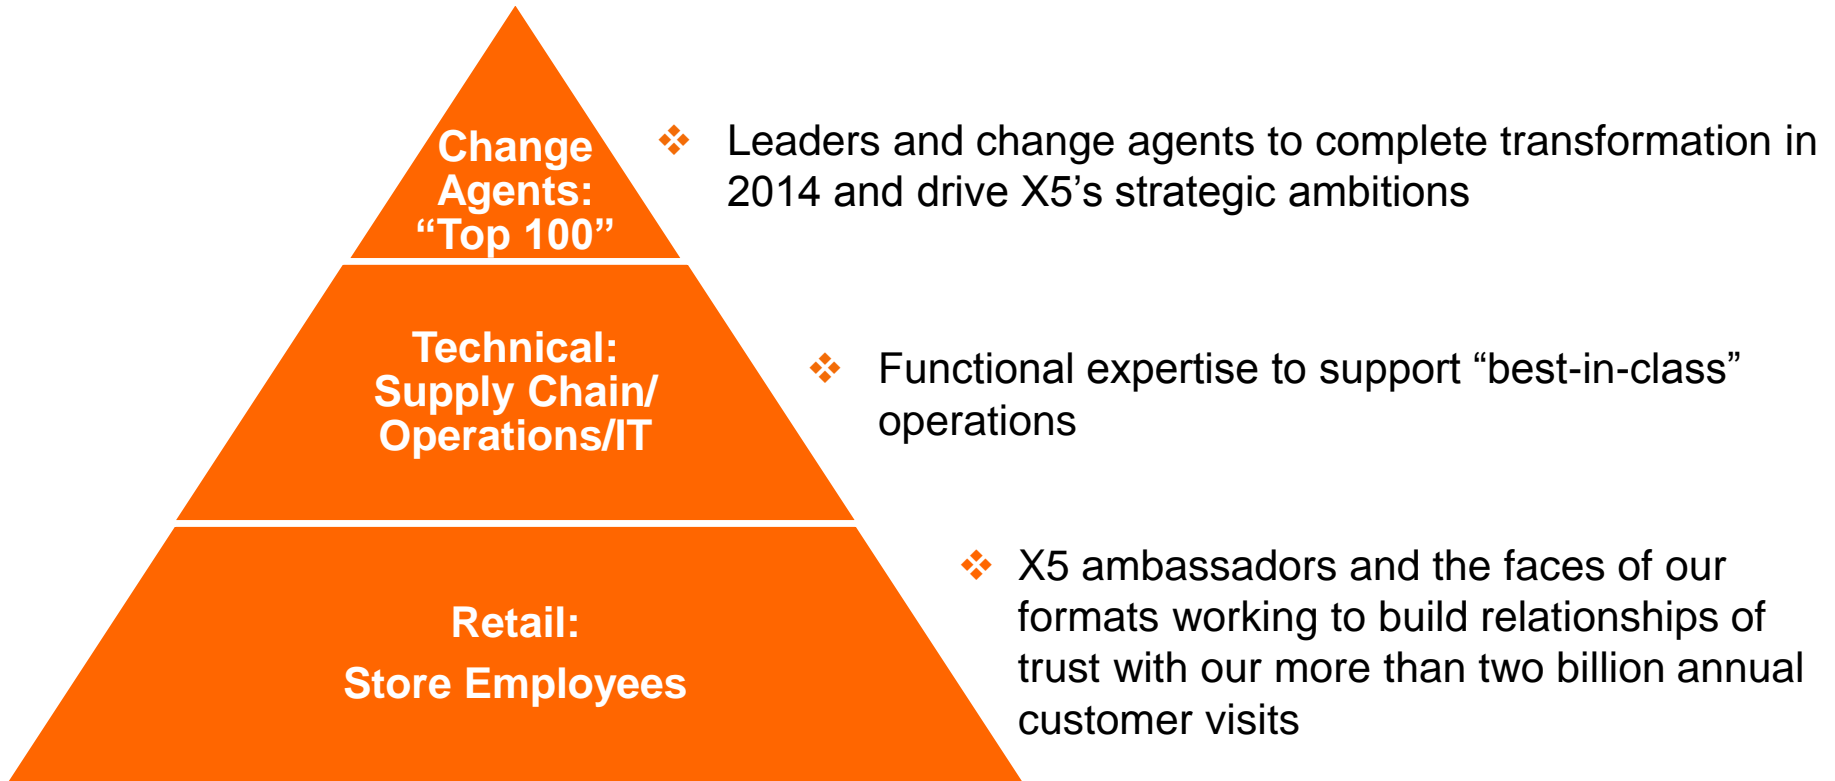 Change
Agents:
“Top 100”
Leaders and change agents to complete transformation in
2014 and drive X5’s strategic ambitions
Technical:
Supply Chain/
Operations/IT
Functional expertise to support “best-in-class”
operations
Retail:
Store Employees
X5 ambassadors and the faces of our
formats working to build relationships of
trust with our more than two billion annual
customer visits